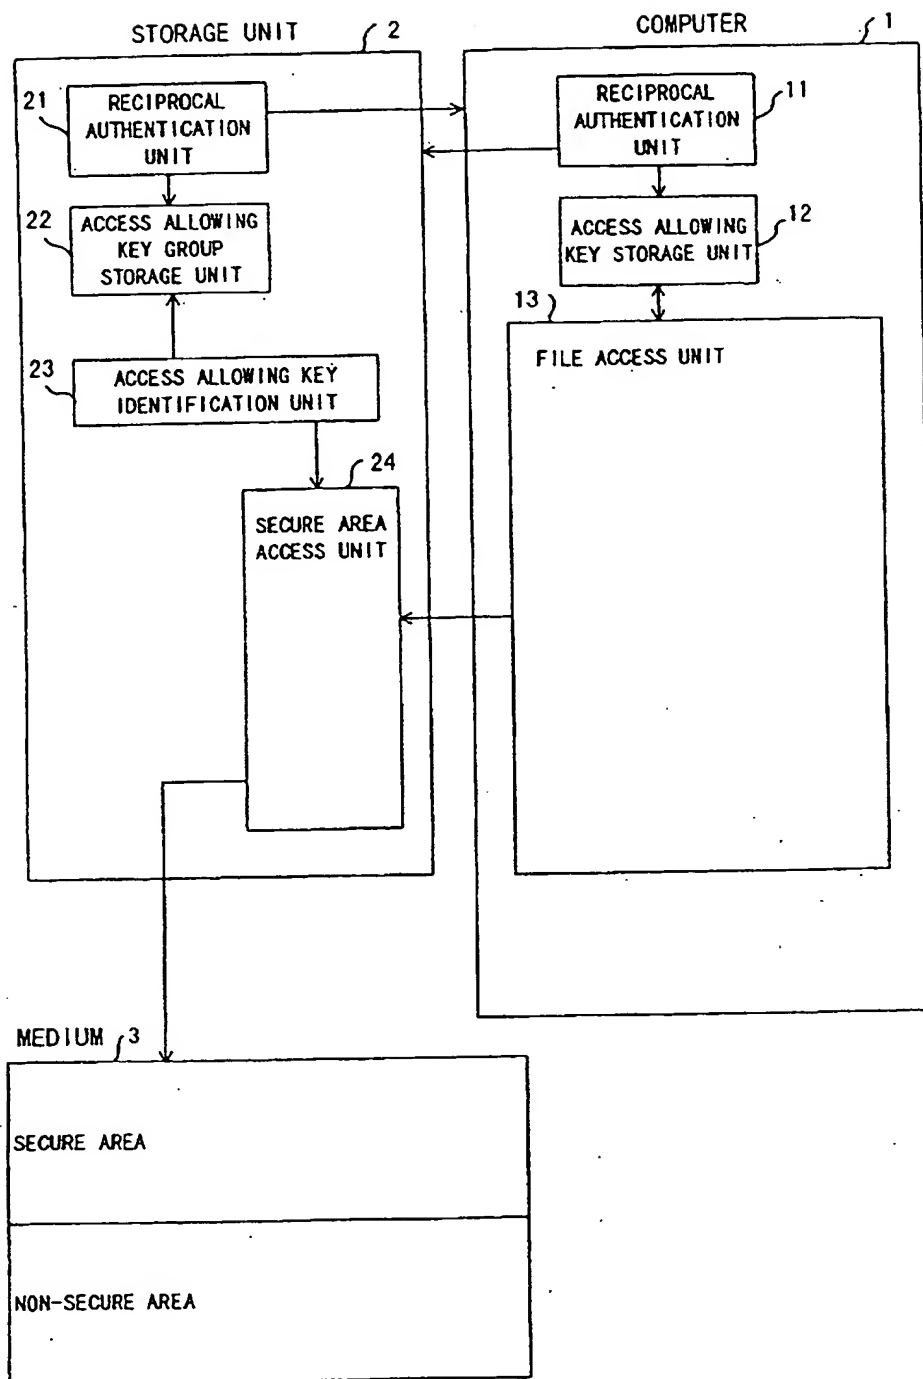 STORAGE UNIT 2
COMPUTER 1
21 RECIPROCAL
AUTHENTICATION
UNIT
RECIPROCAL 11
AUTHENTICATION
UNIT
22 ACCESS ALLOWING
KEY GROUP
STORAGE UNIT
ACCESS ALLOWING 12
KEY STORAGE UNIT
13
FILE ACCESS UNIT
23 ACCESS ALLOWING KEY
IDENTIFICATION UNIT
24
SECURE AREA
ACCESS UNIT
MEDIUM 3
SECURE AREA
NON-SECURE AREA